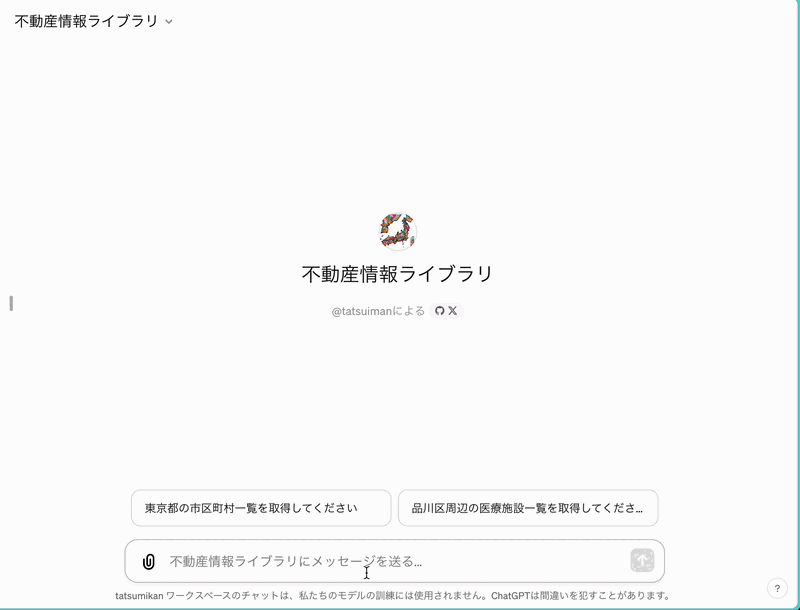 不動産情報ライブラリ
不動産情報ライブラリ
@tatsuimanによる
東京都の市区町村一覧を取得してください
品川区周辺の医療施設一覧を取得してくださ...
不動産情報ライブラリにメッセージを送る...
tatsumikan ワークスペースのチャットは、私たちのモデルの訓練には使用されません。ChatGPTは間違いを犯すことがあります。
?